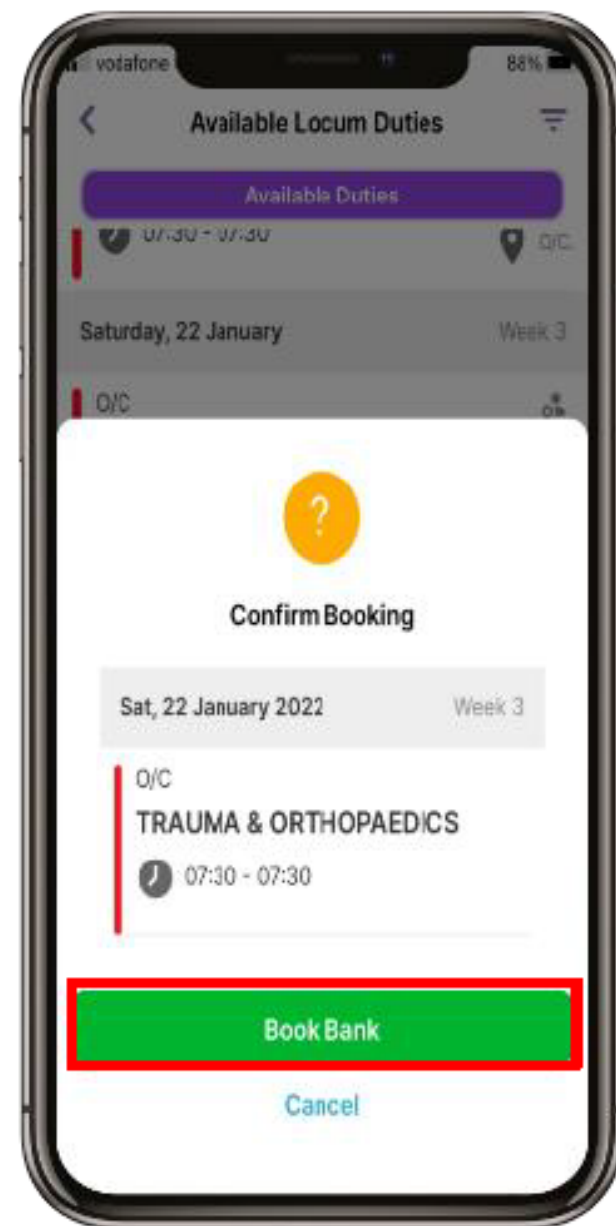 vodafone
88%
Available Locum Duties
Available Duties
07:30 - 07:30
O/C
Saturday, 22 January
Week 3
O/C
?
Confirm Booking
Sat, 22 January 2022
Week 3
O/C
TRAUMA & ORTHOPAEDICS
07:30 - 07:30
Book Bank
Cancel